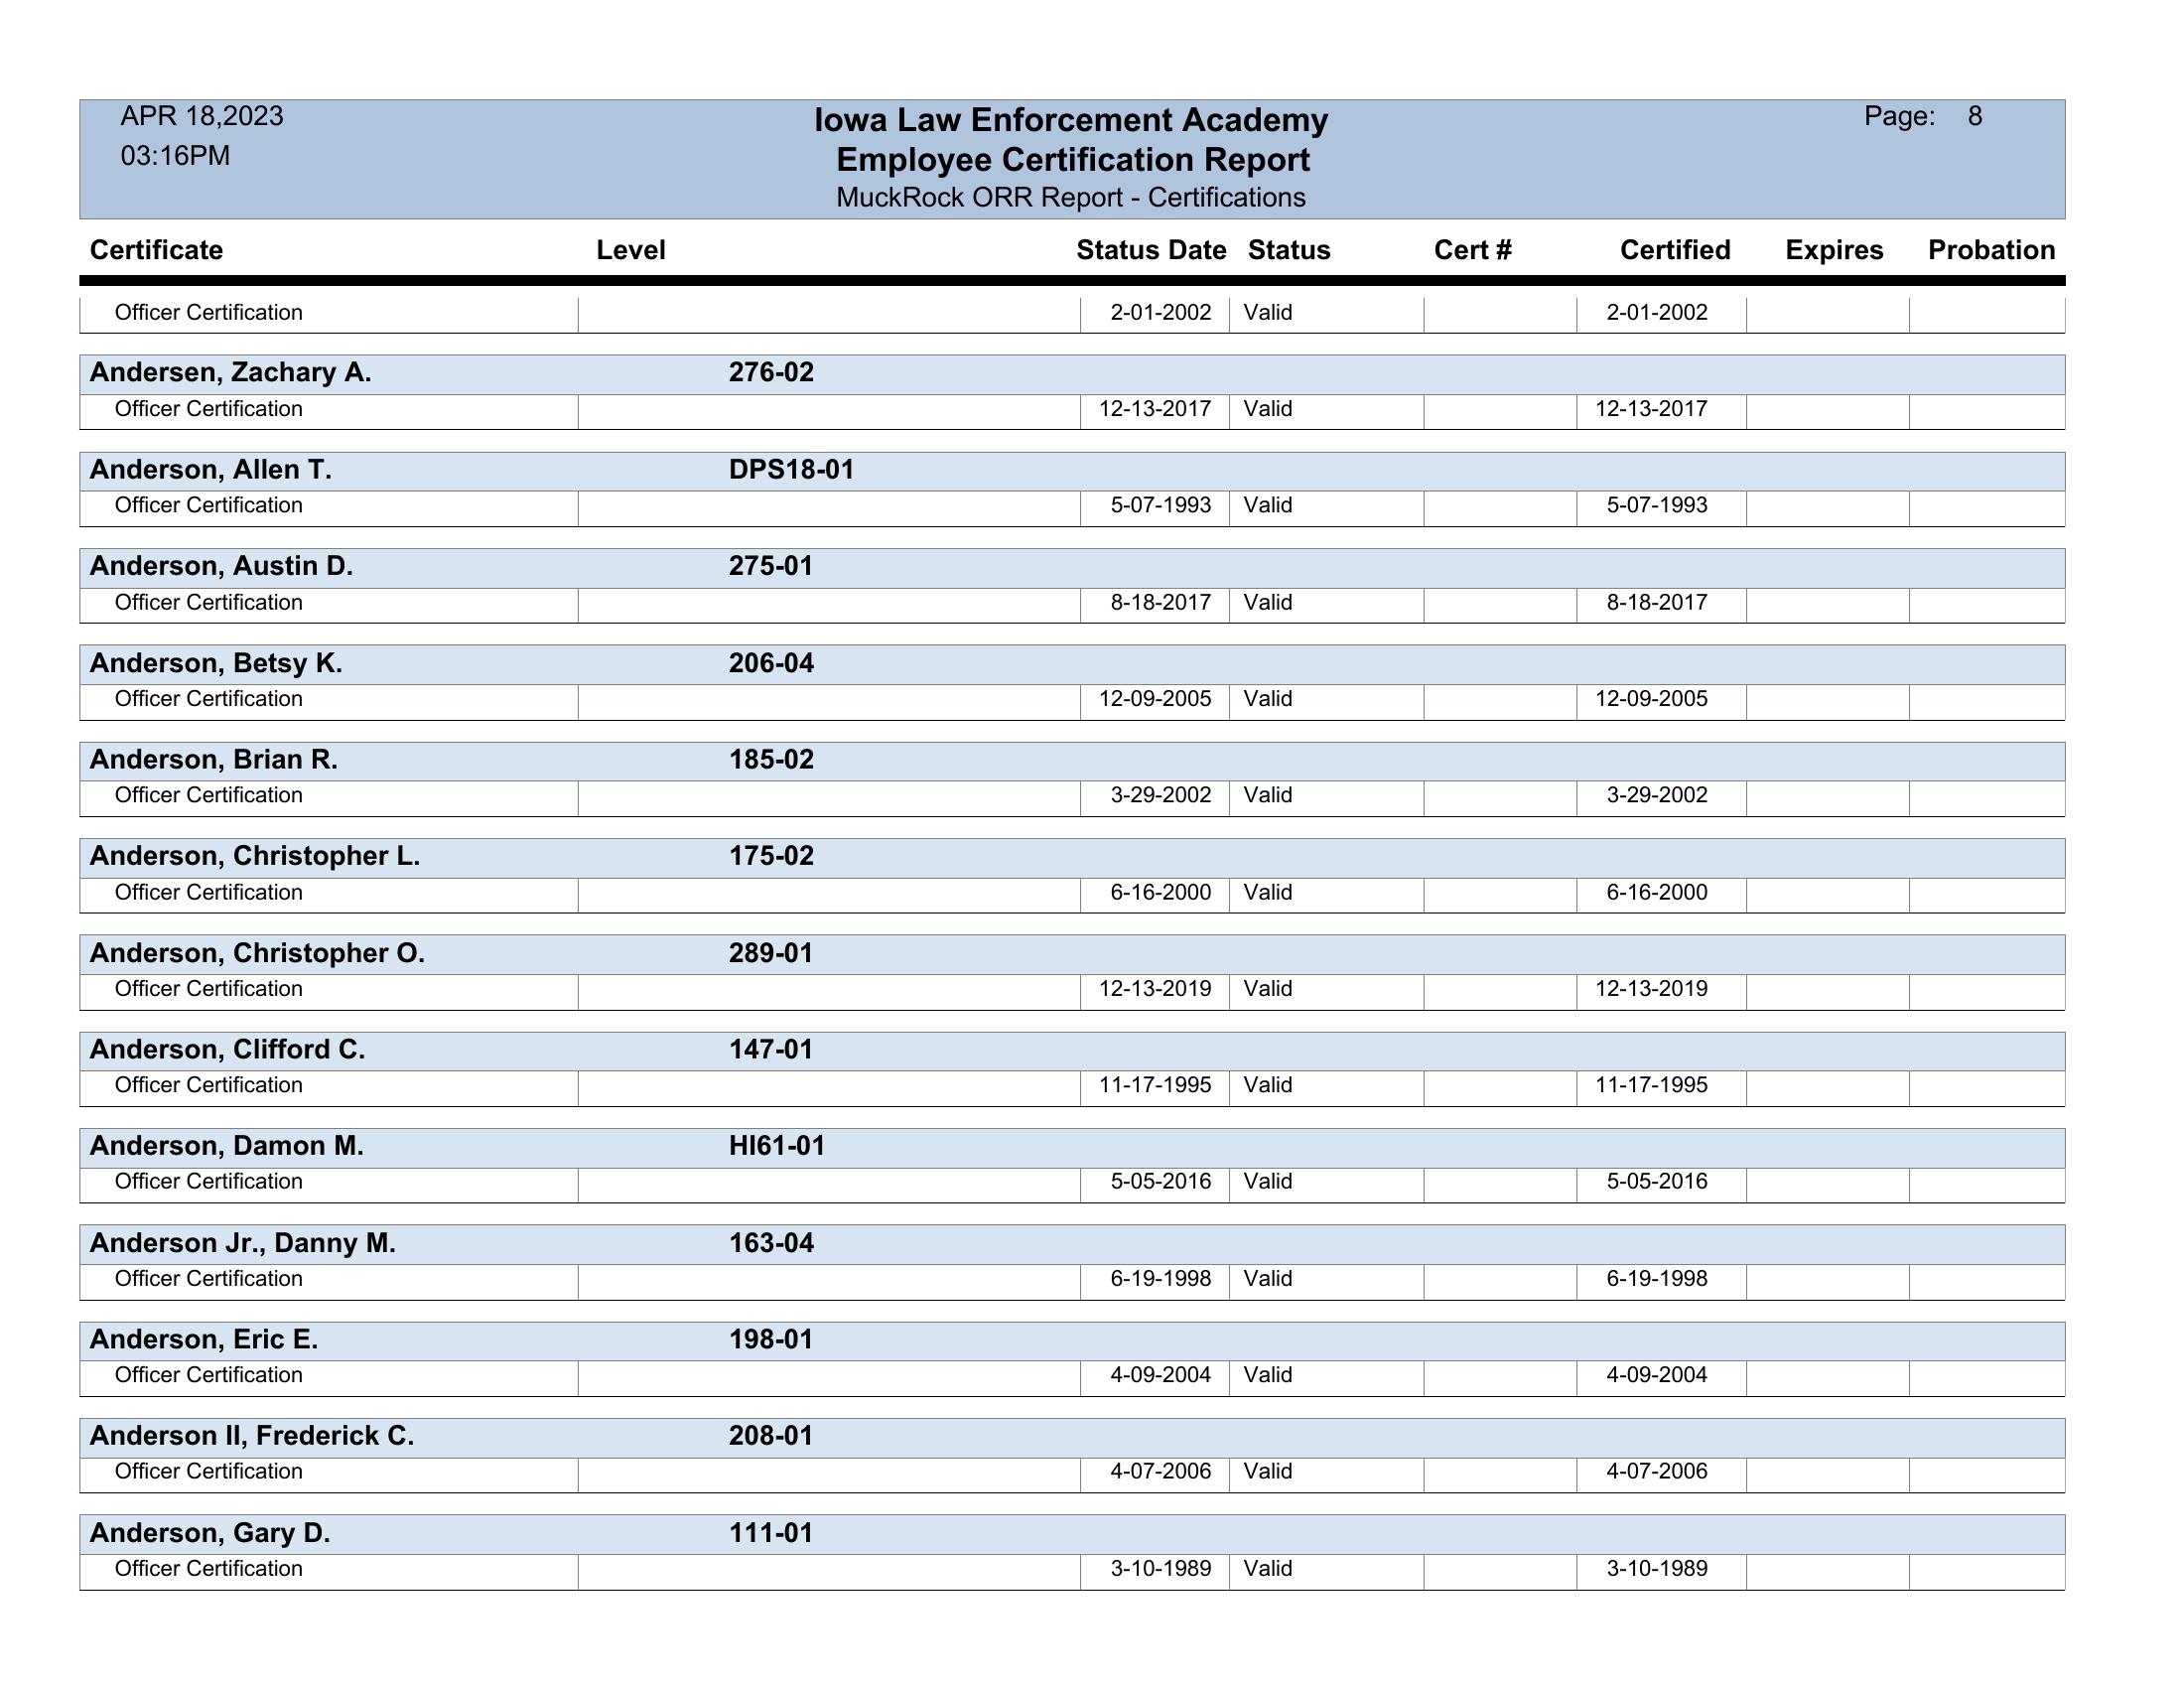 APR 18,2023 Iowa Law Enforcement Academy Page: 8
03:16PM Employee Certification Report
MuckRock ORR Report - Certifications
Certificate Level Status Date Status Cert # Certified Expires Probation
Officer Certification 2-01-2002 Valid 2-01-2002
Andersen, Zachary A. 276-02
Officer Certification 12-13-2017 Valid 12-13-2017
Anderson, Allen T. DPS18-01
Officer Certification 5-07-1993 Valid 5-07-1993
Anderson, Austin D. 275-01
Officer Certification 8-18-2017 Valid 8-18-2017
Anderson, Betsy K. 206-04
Officer Certification 12-09-2005 Valid 12-09-2005
Anderson, Brian R. 185-02
Officer Certification 3-29-2002 Valid 3-29-2002
Anderson, Christopher L. 175-02
Officer Certification 6-16-2000 Valid 6-16-2000
Anderson, Christopher O. 289-01
Officer Certification 12-13-2019 Valid 12-13-2019
Anderson, Clifford C. 147-01
Officer Certification 11-17-1995 Valid 11-17-1995
Anderson, Damon M. HI61-01
Officer Certification 5-05-2016 Valid 5-05-2016
Anderson Jr., Danny M. 163-04
Officer Certification 6-19-1998 Valid 6-19-1998
Anderson, Eric E. 198-01
Officer Certification 4-09-2004 Valid 4-09-2004
Anderson II, Frederick C. 208-01
Officer Certification 4-07-2006 Valid 4-07-2006
Anderson, Gary D. 111-01
Officer Certification 3-10-1989 Valid 3-10-1989